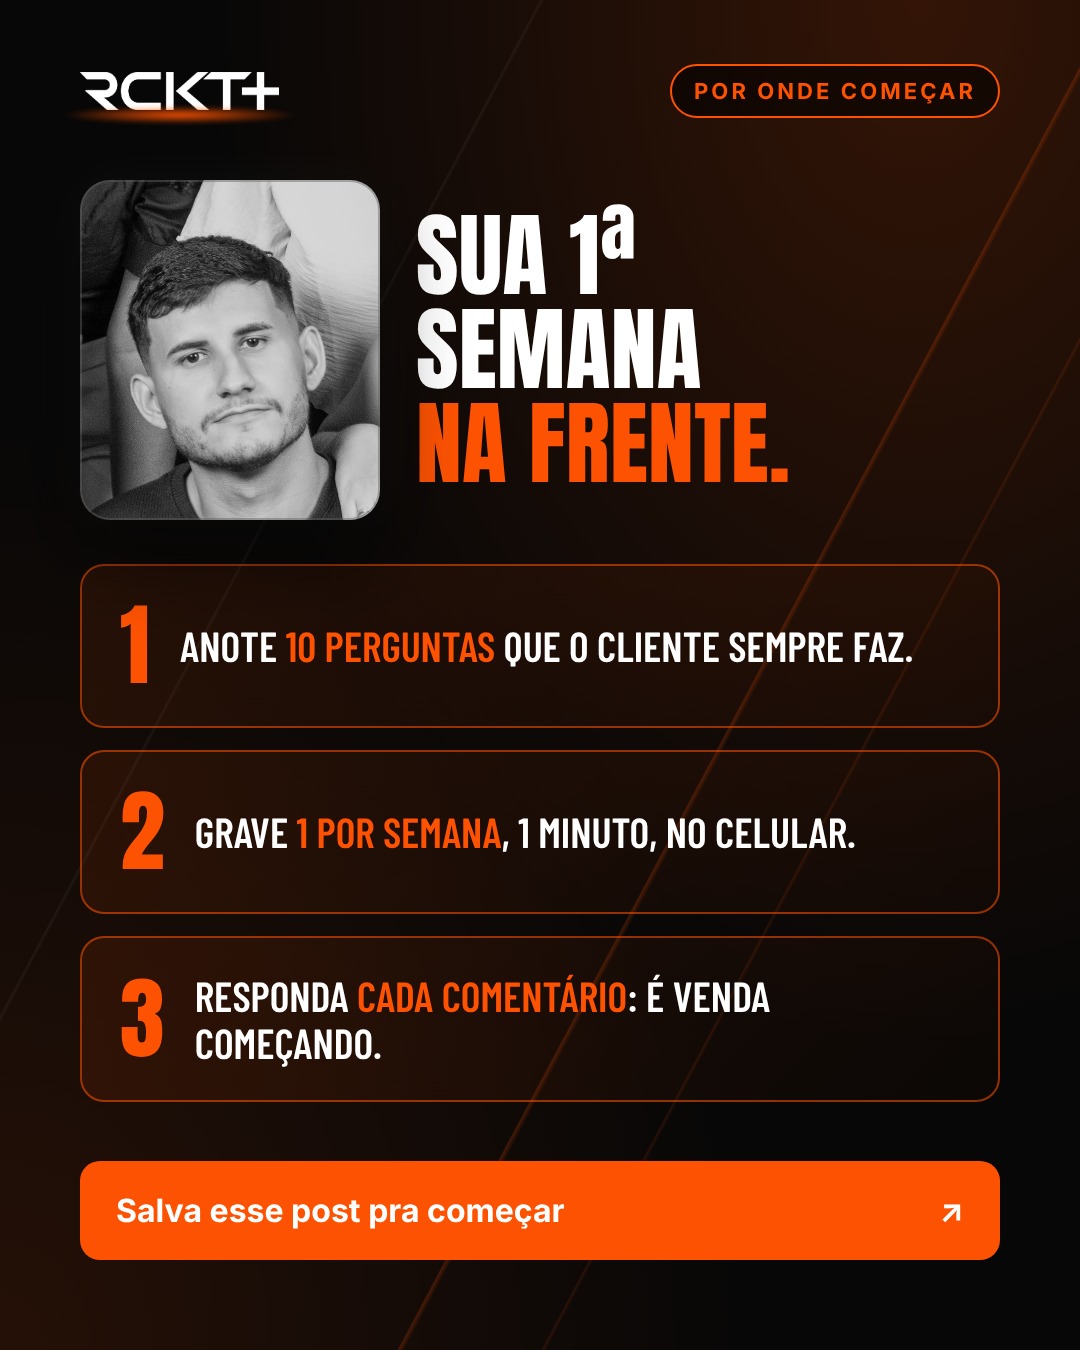 RCKT+
POR ONDE COMEÇAR
SUA 1ª
SEMANA
NA FRENTE.
1
ANOTE 10 PERGUNTAS QUE O CLIENTE SEMPRE FAZ.
2
GRAVE 1 POR SEMANA, 1 MINUTO, NO CELULAR.
3
RESPONDA CADA COMENTÁRIO: É VENDA
COMEÇANDO.
Salva esse post pra começar